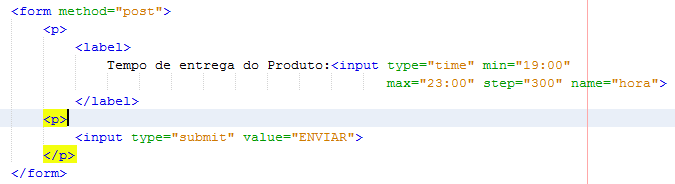 <form method="post">
<p>
<label>
Tempo de entrega do Produto:<input type="time" min="19:00"
max="23:00" step="300" name="hora">
</label>
<p>
<input type="submit" value="ENVIAR">
</p>
</form>